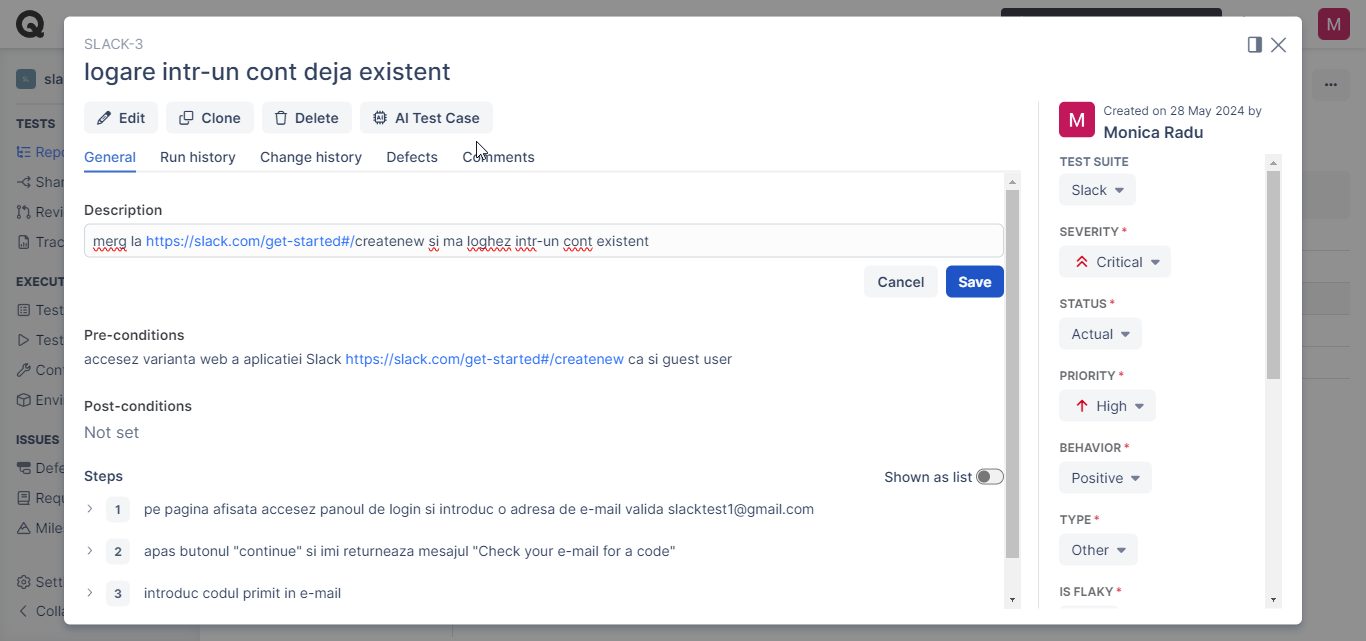 M
SLACK-3
logare intr-un cont deja existent
Edit
Clone
Delete
AI Test Case
General
Run history
Change history
Defects
Comments
Description
merg la https://slack.com/get-started#/createnew si ma loghez intr-un cont existent
Cancel
Save
Pre-conditions
accesez varianta web a aplicatiei Slack https://slack.com/get-started#/createnew ca si guest user
Post-conditions
Not set
Steps
Shown as list
1 pe pagina afisata accesez panoul de login si introduc o adresa de e-mail valida slacktest1@gmail.com
2 apas butonul "continue" si imi returneaza mesajul "Check your e-mail for a code"
3 introduc codul primit in e-mail
M
Created on 28 May 2024 by
Monica Radu
TEST SUITE
Slack
SEVERITY*
Critical
STATUS*
Actual
PRIORITY*
High
BEHAVIOR*
Positive
TYPE*
Other
IS FLAKY*
TESTS
ISSUES